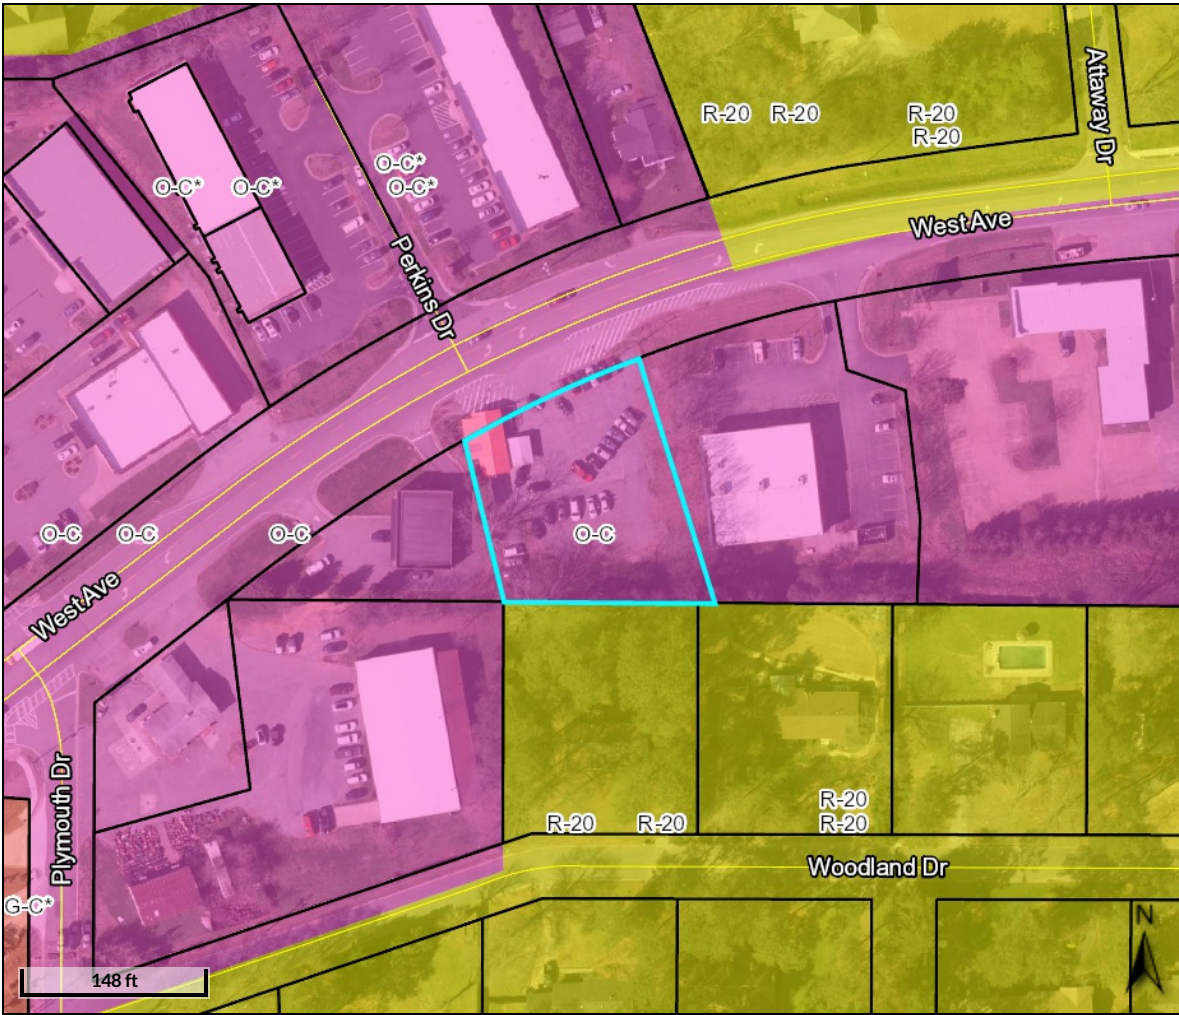 Attaway Dr
R-20 R-20 R-20
R-20
O-C*
O-C* O-C* O-C*
West Ave
Perkins Dr
O-C O-C O-C O-C
West Ave
Plymouth Dr
R-20
R-20 R-20 R-20
Woodland Dr
G-C*
N
148 ft